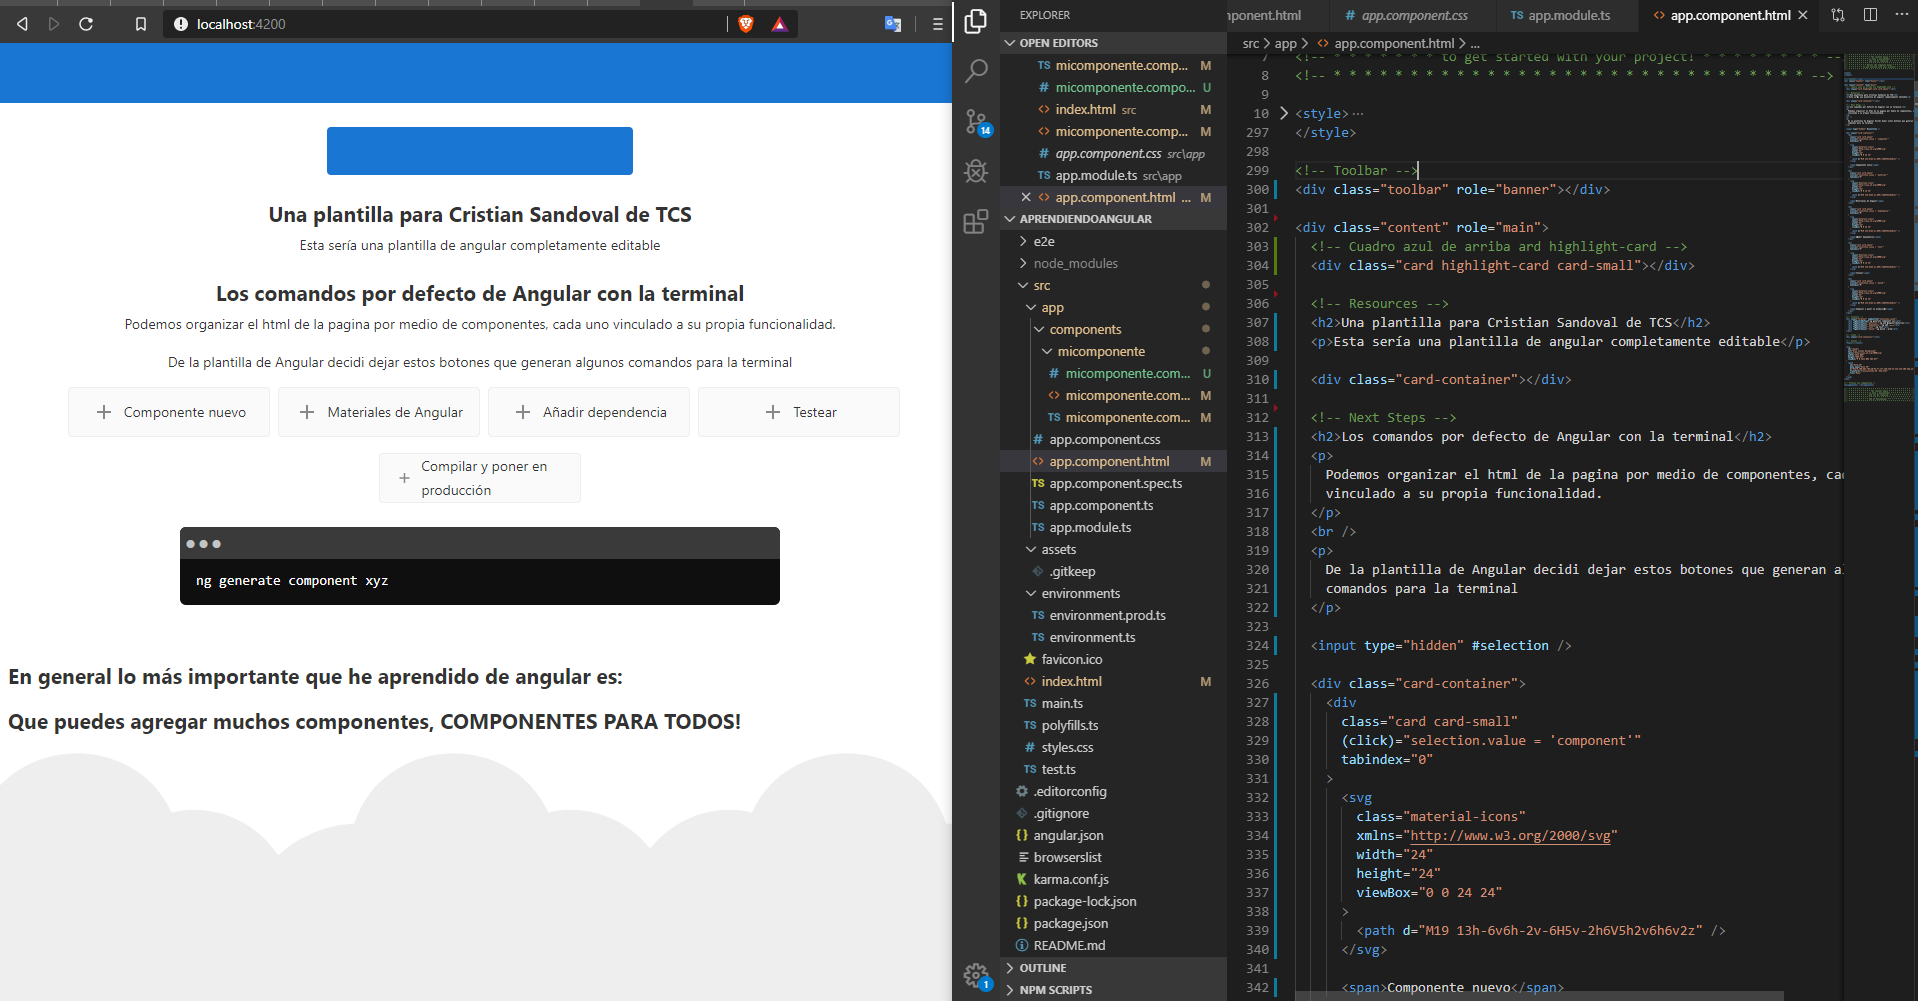 localhost:4200
Una plantilla para Cristian Sandoval de TCS
Esta sería una plantilla de angular completamente editable
Los comandos por defecto de Angular con la terminal
Podemos organizar el html de la pagina por medio de componentes, cada uno vinculado a su propia funcionalidad.
De la plantilla de Angular decidi dejar estos botones que generan algunos comandos para la terminal
Componente nuevo
Materiales de Angular
Añadir dependencia
Testear
Compilar y poner en
producción
ng generate component xyz
En general lo más importante que he aprendido de angular es:
Que puedes agregar muchos componentes, COMPONENTES PARA TODOS!
14
1
EXPLORER
OPEN EDITORS
TS micomponente.comp... M
# micomponente.compo... U
<> index.html src M
<> micomponente.comp... M
# app.component.css src\app
TS app.module.ts src\app
<> app.component.html ... M
APRENDIENDOANGULAR
e2e
node_modules
src
app
components
micomponente
# micomponente.com... U
<> micomponente.com... M
TS micomponente.com... M
# app.component.css
<> app.component.html M
TS app.component.spec.ts
TS app.component.ts
TS app.module.ts
assets
.gitkeep
environments
TS environment.prod.ts
TS environment.ts
favicon.ico
<> index.html M
TS main.ts
TS polyfills.ts
# styles.css
TS test.ts
.editorconfig
.gitignore
{} angular.json
browserslist
karma.conf.js
{} package-lock.json
{} package.json
README.md
OUTLINE
NPM SCRIPTS
ponent.html
# app.component.css
TS app.module.ts
<> app.component.html
src > app > <> app.component.html > ...
7 <!-- * * * * * * * to get started with your project! * * * * * * * --
8 <!-- * * * * * * * * * * * * * * * * * * * * * * * * * * * * * * * -->
9
10 <style>...
297 </style>
298
299 <!-- Toolbar -->
300 <div class="toolbar" role="banner"></div>
301
302 <div class="content" role="main">
303 <!-- Cuadro azul de arriba ard highlight-card -->
304 <div class="card highlight-card card-small"></div>
305
306 <!-- Resources -->
307 <h2>Una plantilla para Cristian Sandoval de TCS</h2>
308 <p>Esta sería una plantilla de angular completamente editable</p>
309
310 <div class="card-container"></div>
311
312 <!-- Next Steps -->
313 <h2>Los comandos por defecto de Angular con la terminal</h2>
314 <p>
315 Podemos organizar el html de la pagina por medio de componentes, ca
316 vinculado a su propia funcionalidad.
317 </p>
318 <br />
319 <p>
320 De la plantilla de Angular decidi dejar estos botones que generan a
321 comandos para la terminal
322 </p>
323
324 <input type="hidden" #selection />
325
326 <div class="card-container">
327 <div
328 class="card card-small"
329 (click)="selection.value = 'component'"
330 tabindex="0"
331 >
332 <svg
333 class="material-icons"
334 xmlns="http://www.w3.org/2000/svg"
335 width="24"
336 height="24"
337 viewBox="0 0 24 24"
338 >
339 <path d="M19 13h-6v6h-2v-6H5v-2h6V5h2v6h6v2z" />
340 </svg>
341
342 <span>Componente nuevo</span>